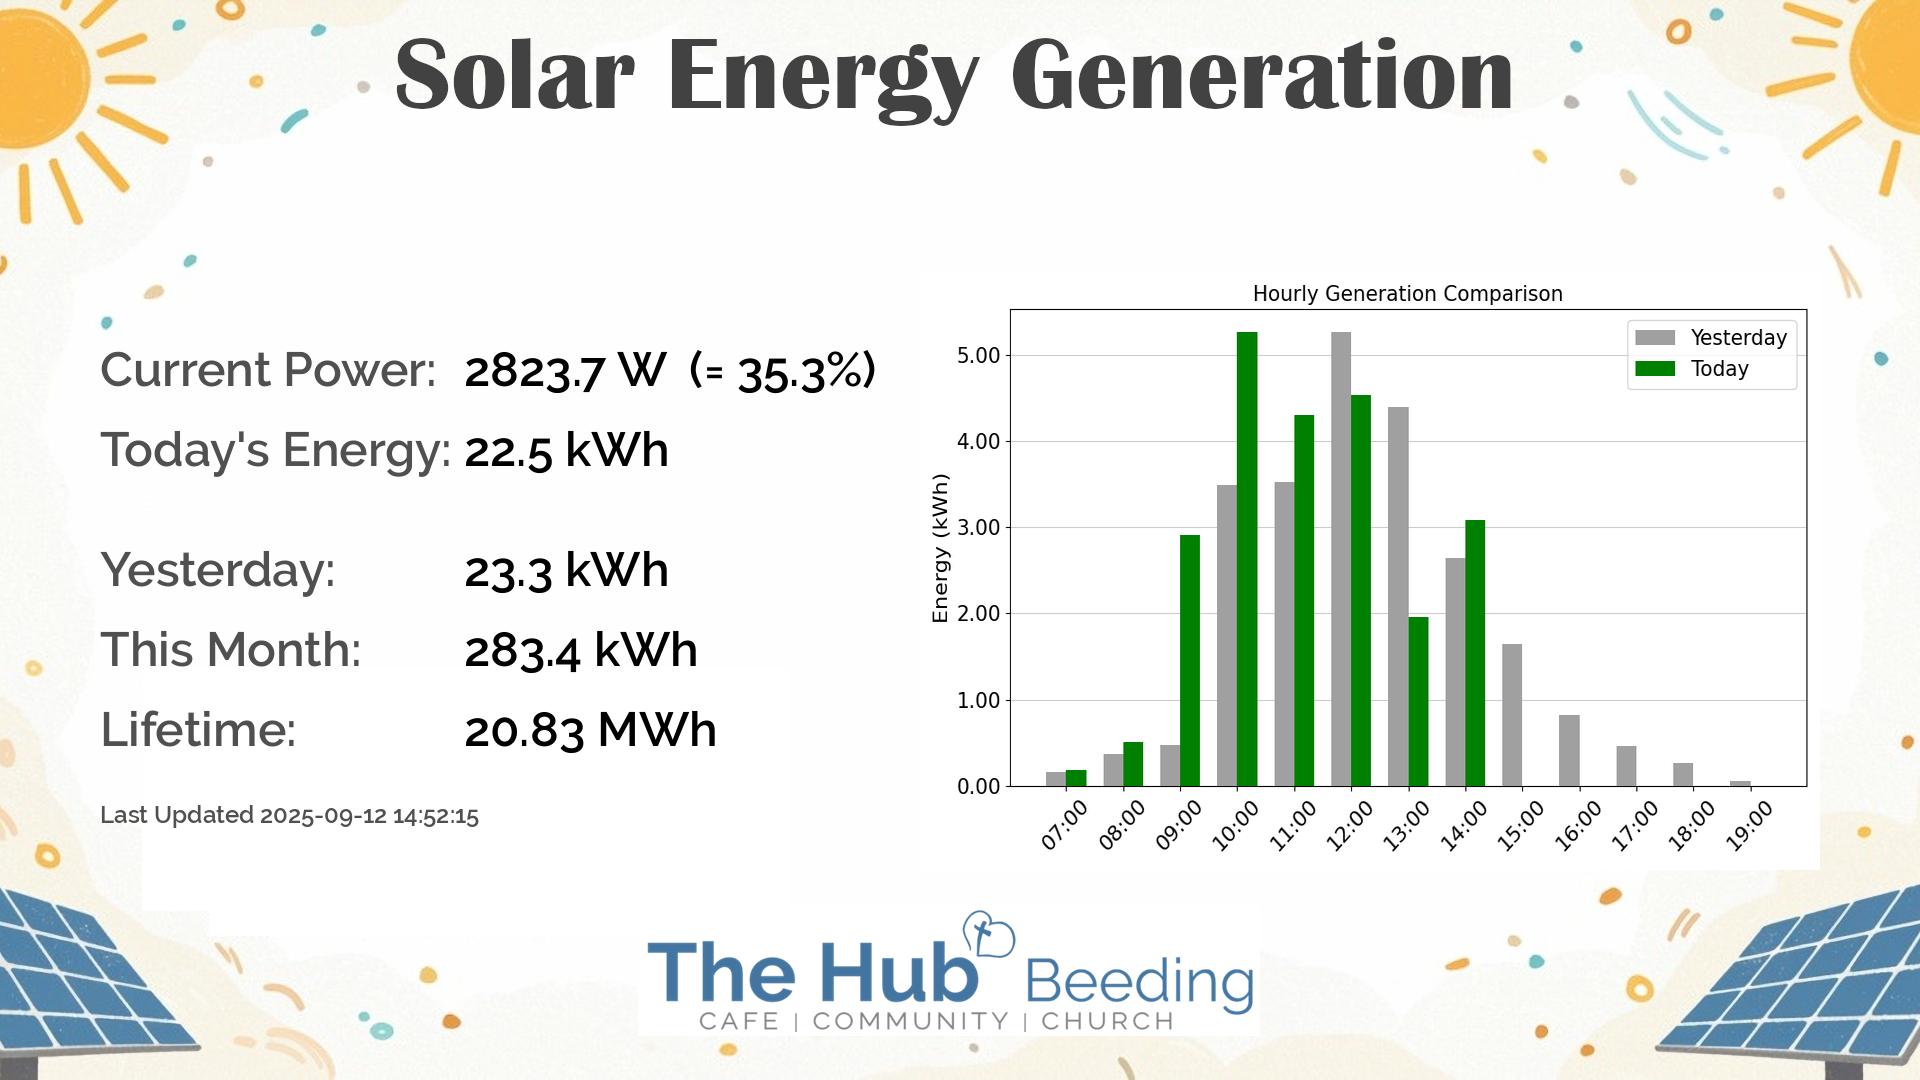 Solar Energy Generation
Current Power: 2823.7 W (= 35.3%)
Today's Energy: 22.5 kWh
Yesterday: 23.3 kWh
This Month: 283.4 kWh
Lifetime: 20.83 MWh
Last Updated 2025-09-12 14:52:15
Hourly Generation Comparison
Yesterday
Today
Energy (kWh)
5.00
4.00
3.00
2.00
1.00
0.00
07:00 08:00 09:00 10:00 11:00 12:00 13:00 14:00 15:00 16:00 17:00 18:00 19:00
The Hub Beeding
CAFE | COMMUNITY | CHURCH